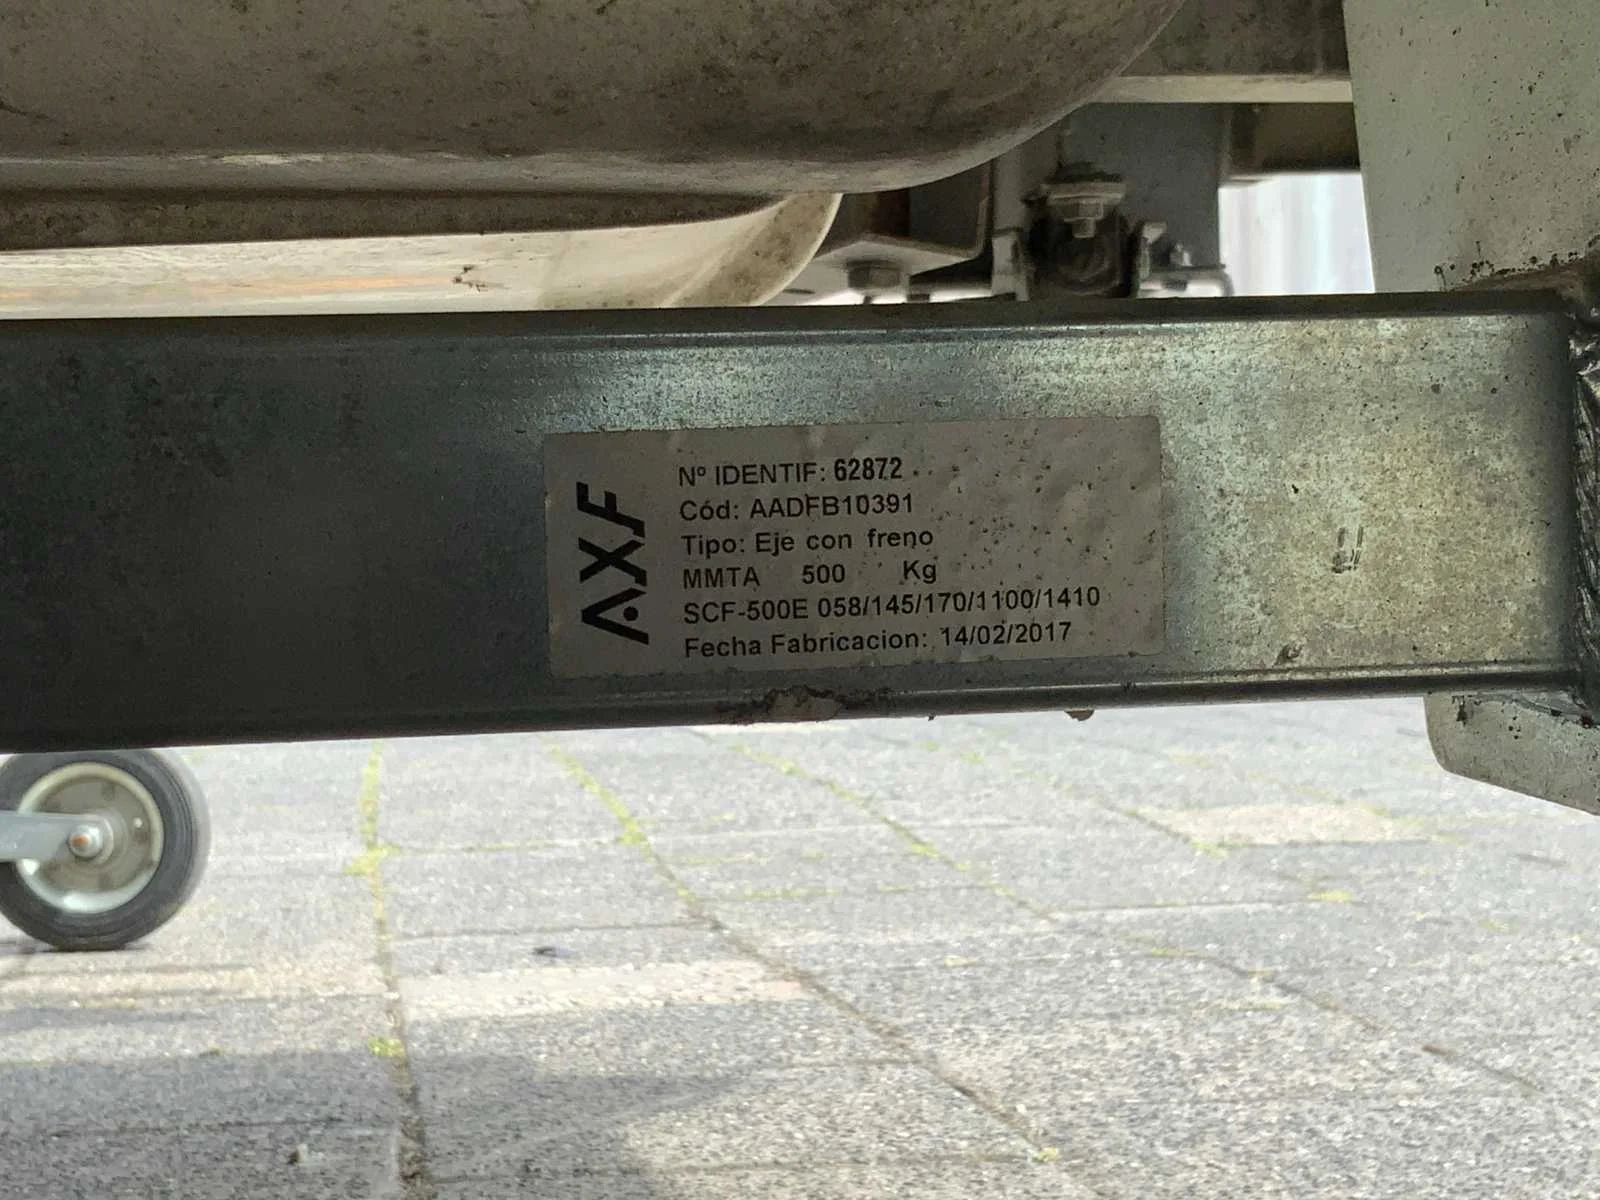 AXF
Nº IDENTIF: 62872
Cód: AADFB10391
Tipo: Eje con freno
MMTA 500 Kg
SCF-500E 058/145/170/1100/1410
Fecha Fabricacion: 14/02/2017